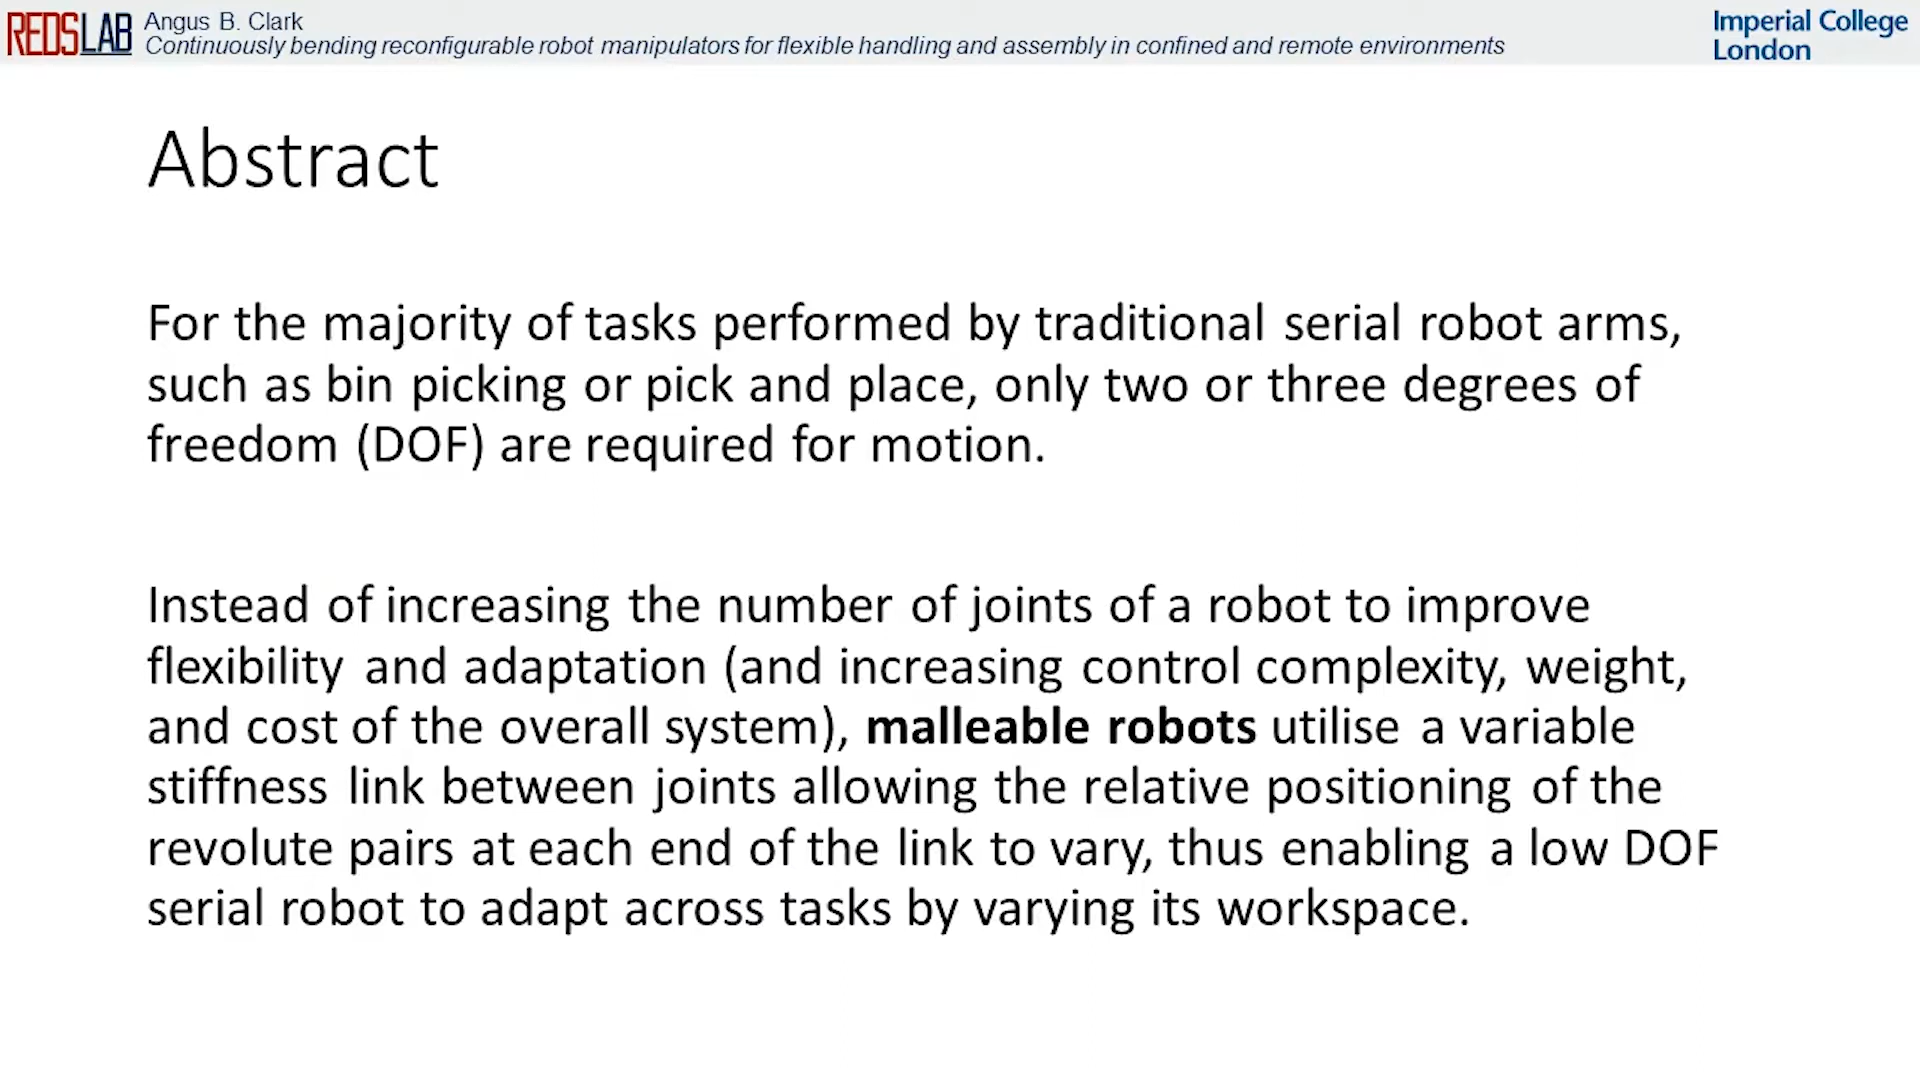 REDSLAB
Angus B. Clark
Continuously bending reconfigurable robot manipulators for flexible handling and assembly in confined and remote environments
Imperial College
London
Abstract
For the majority of tasks performed by traditional serial robot arms,
such as bin picking or pick and place, only two or three degrees of
freedom (DOF) are required for motion.
Instead of increasing the number of joints of a robot to improve
flexibility and adaptation (and increasing control complexity, weight,
and cost of the overall system), malleable robots utilise a variable
stiffness link between joints allowing the relative positioning of the
revolute pairs at each end of the link to vary, thus enabling a low DOF
serial robot to adapt across tasks by varying its workspace.